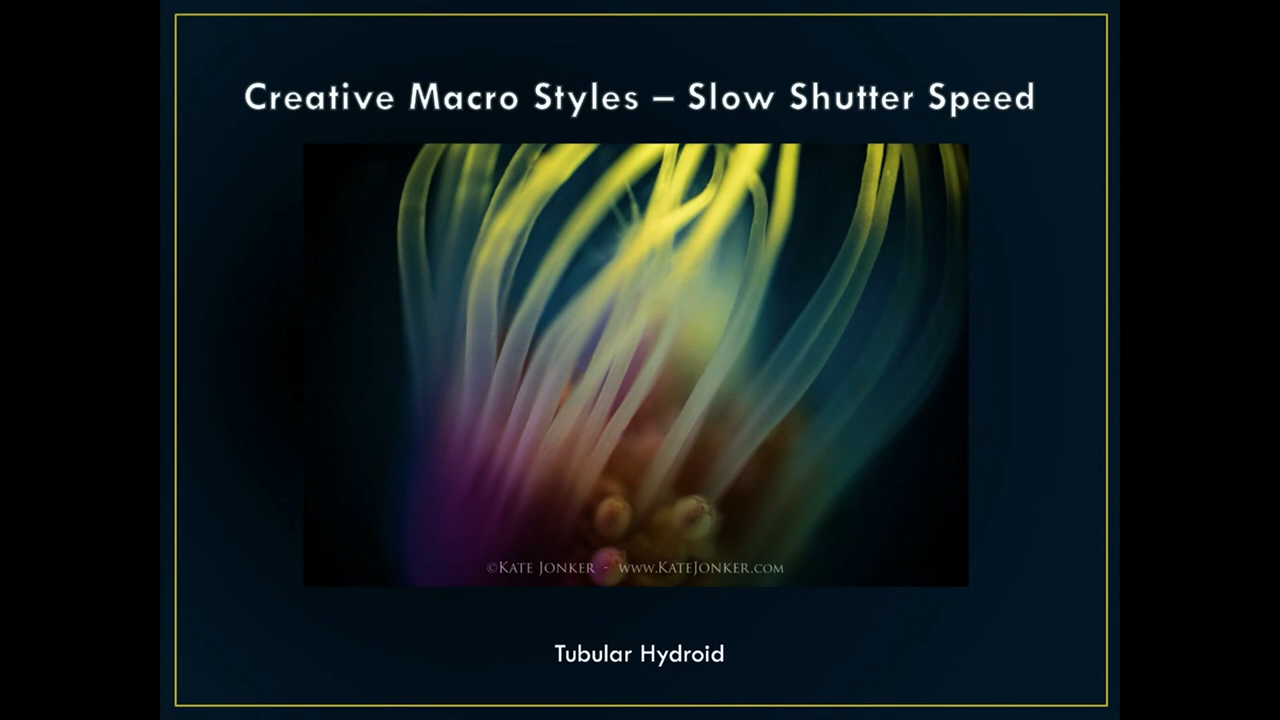 Creative Macro Styles – Slow Shutter Speed
©Kate Jonker - www.KateJonker.com
Tubular Hydroid